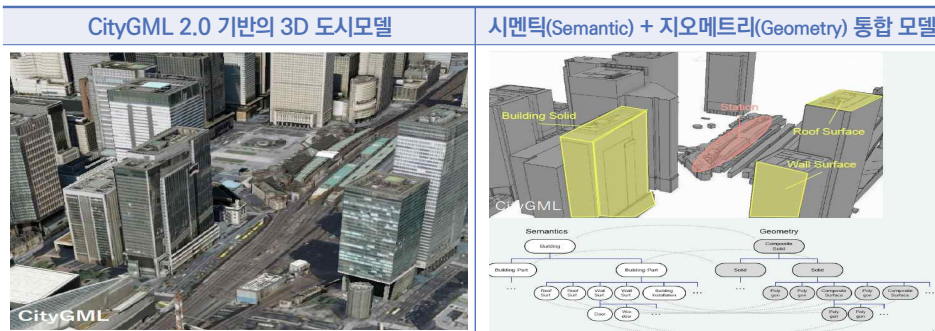 CityGML 2.0 기반의 3D 도시모델
시멘틱(Semantic) + 지오메트리(Geometry) 통합 모델
CityGML
Station
Building Solid
Roof Surface
Wall Surface
CityGML
Semantics
Geometry
Building
Composite Solid
Building Part
Building Part
Solid
Solid
...
Roof Surf
Roof Surf
Wall Surf
Wall Surf
Building Installation
...
...
Poly gon
Poly gon
Composite Surface
Poly gon
Composite Surface
...
Door
Win dow
Poly gon
Poly gon
...